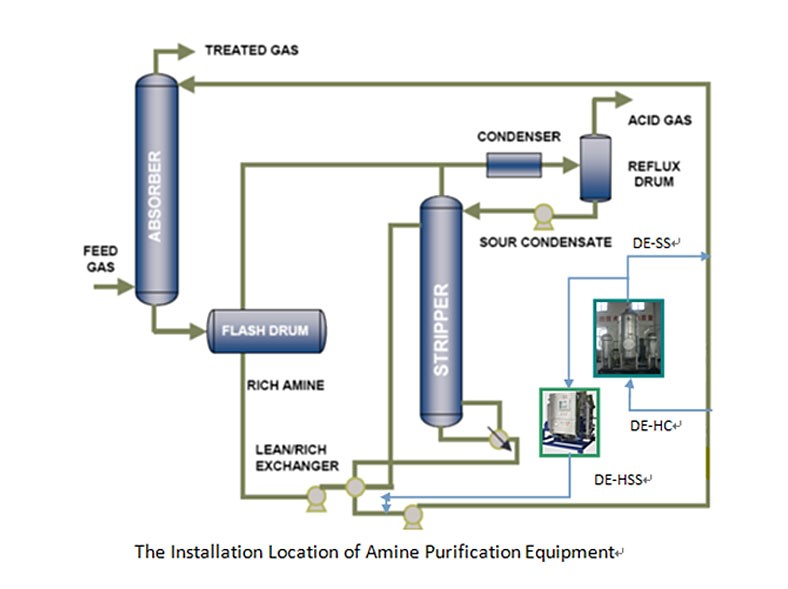 TREATED GAS
ACID GAS
CONDENSER
REFLUX
DRUM
ABSORBER
SOUR CONDENSATE
DE-SS↵
FEED
GAS
STRIPPER
FLASH DRUM
RICH AMINE
DE-HC↵
LEAN/RICH
EXCHANGER
DE-HSS↵
The Installation Location of Amine Purification Equipment↵